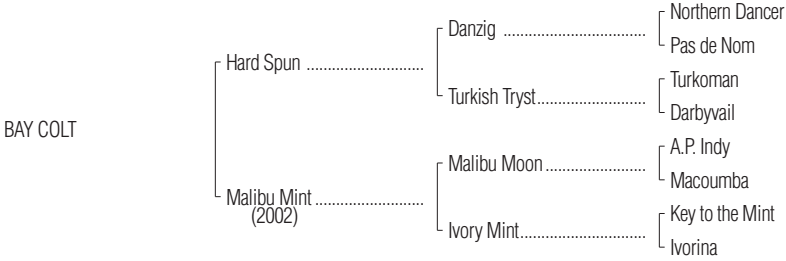 Northern Dancer
Danzig ..................................
Pas de Nom
Hard Spun ............................
Turkoman
Turkish Tryst..........................
Darbyvail
BAY COLT
A.P. Indy
Malibu Moon ........................
Macoumba
Malibu Mint ..........................
(2002)
Key to the Mint
Ivory Mint..............................
Ivorina